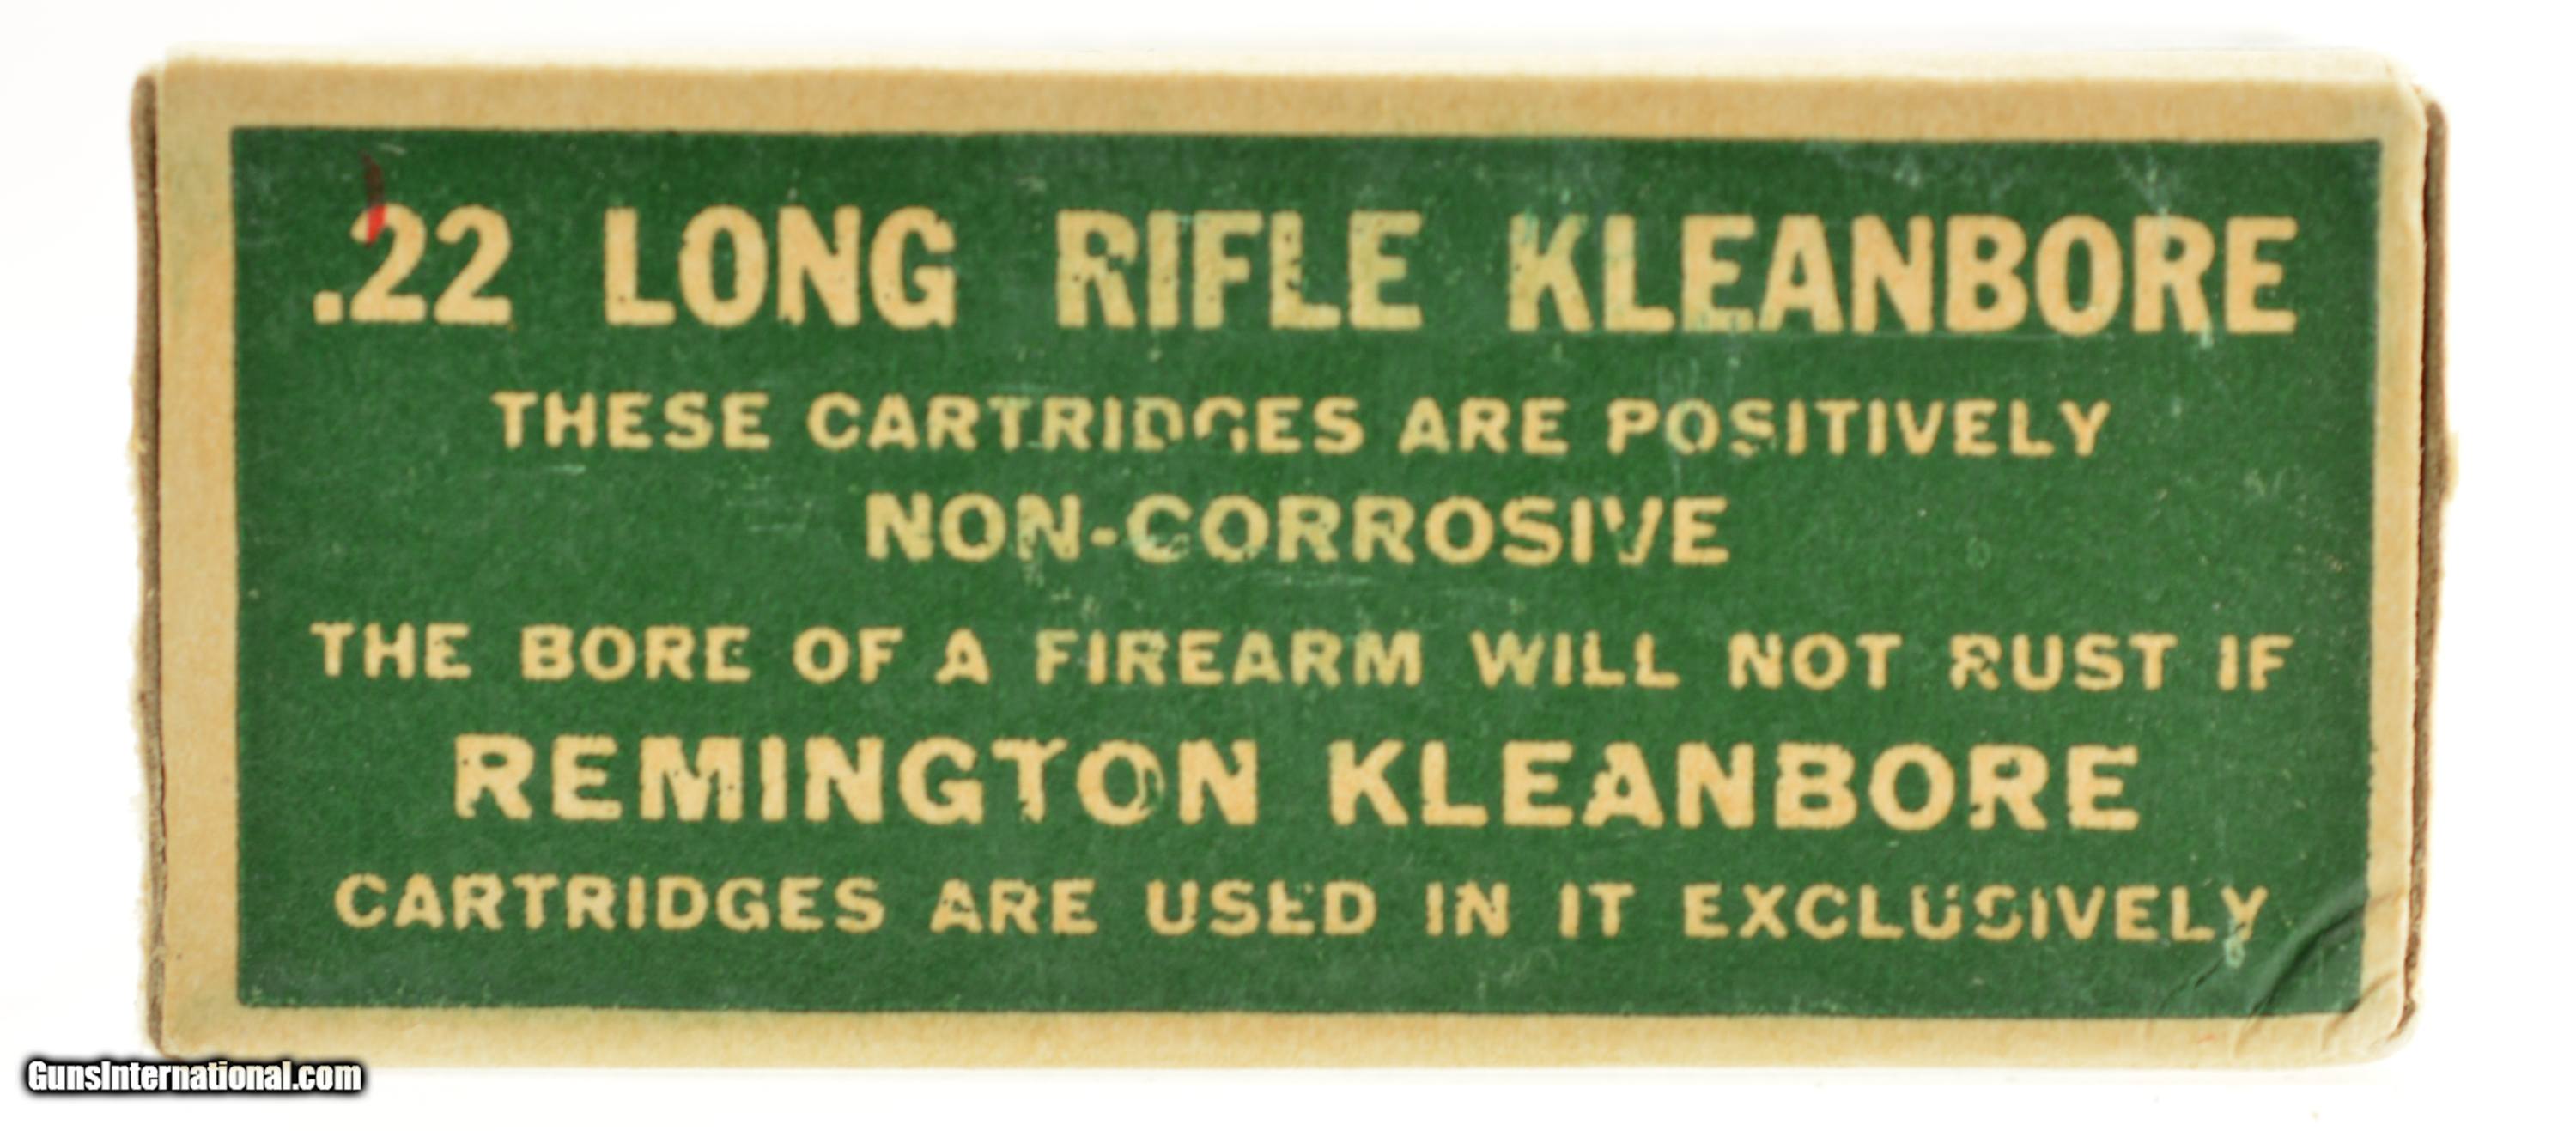 .22 LONG RIFLE KLEANBORE
THESE CARTRIDGES ARE POSITIVELY
NON-CORROSIVE
THE BORE OF A FIREARM WILL NOT RUST IF
REMINGTON KLEANBORE
CARTRIDGES ARE USED IN IT EXCLUSIVELY
GunsInternational.com